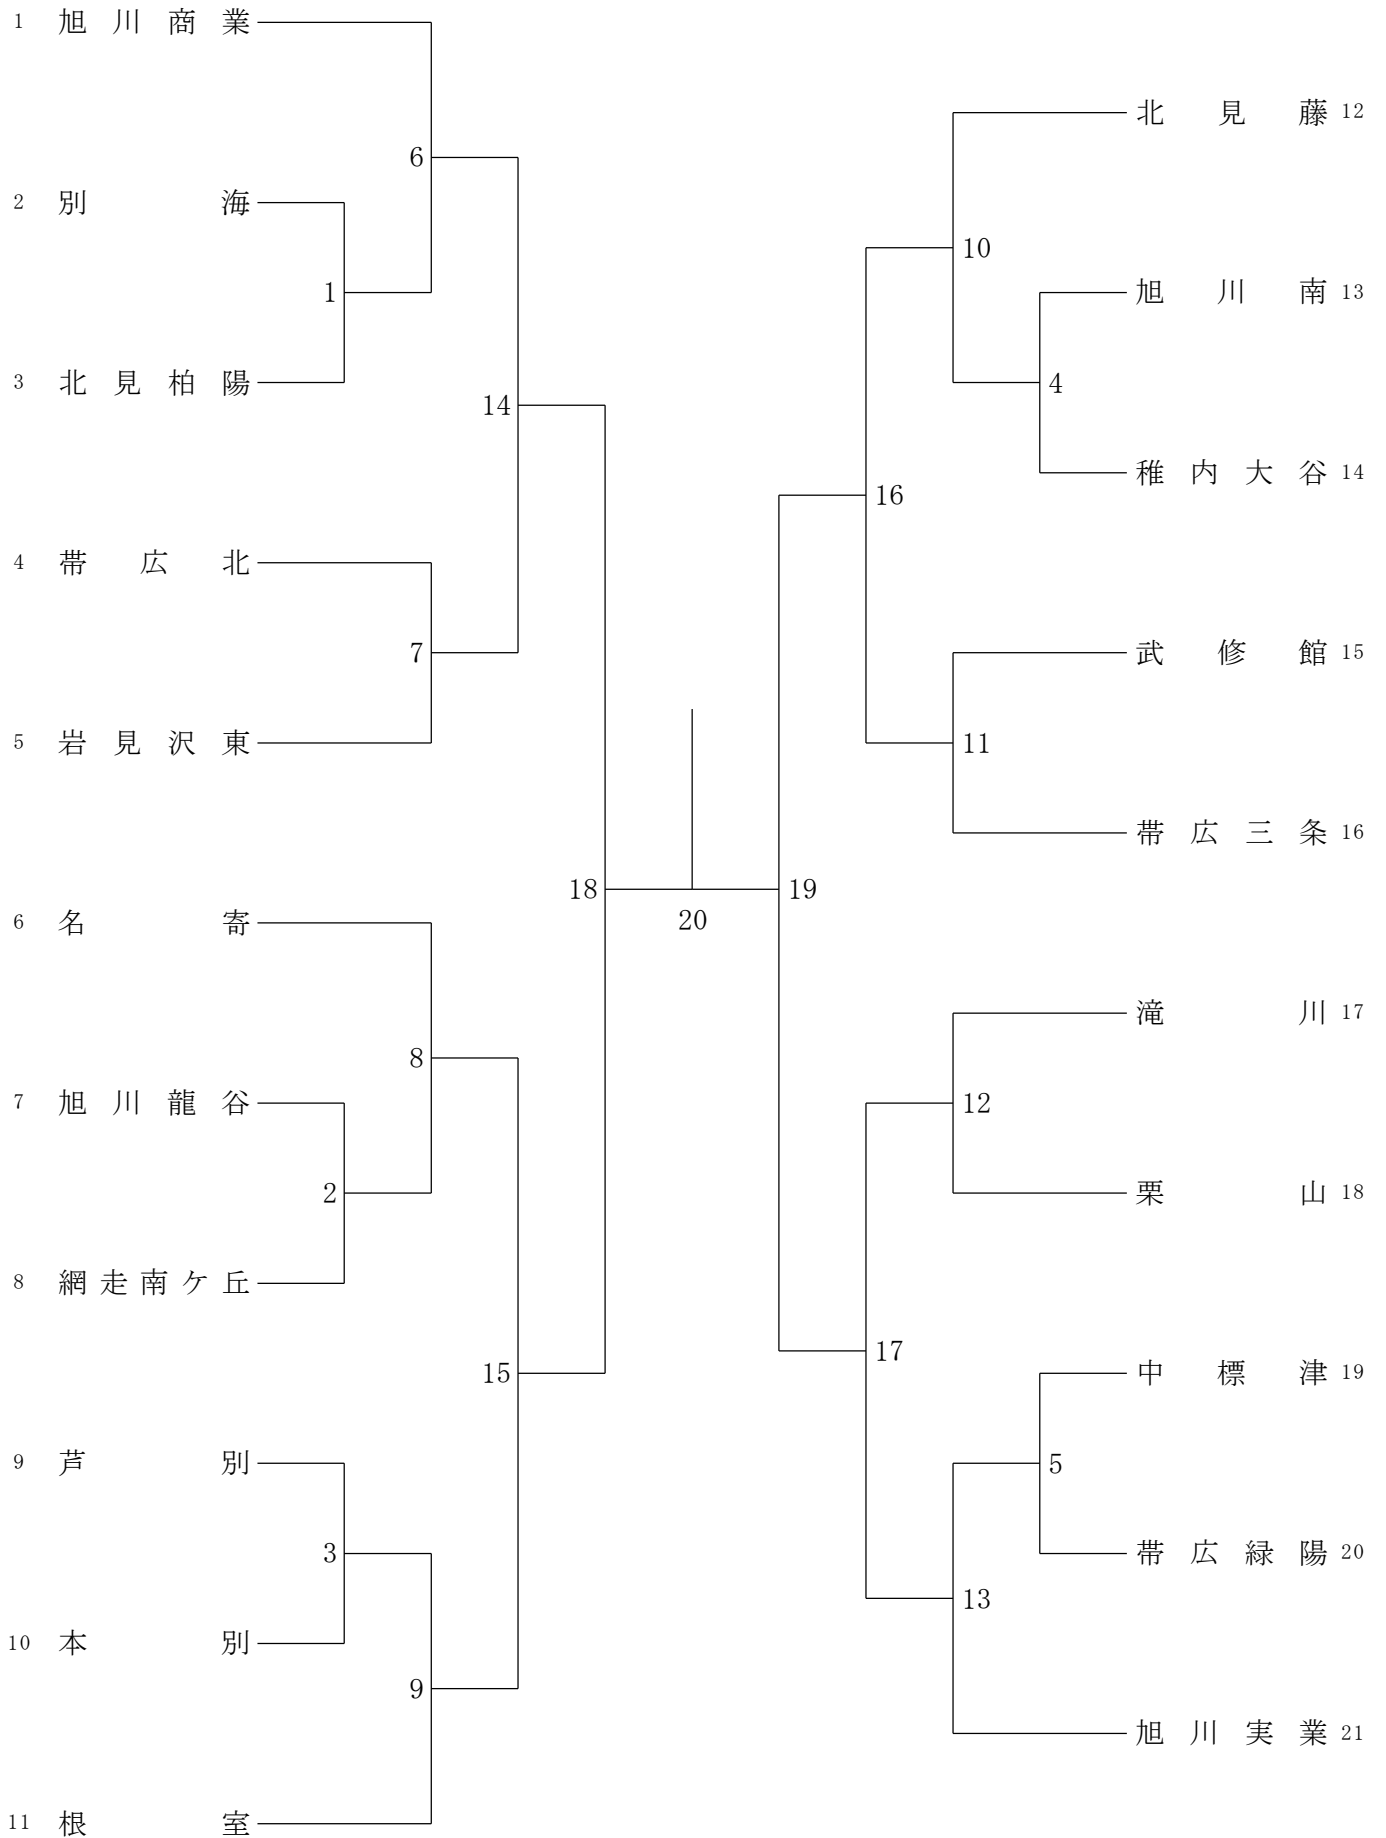 1 旭川商業
6
2 別海
1
3 北見柏陽
14
4 帯広北
7
5 岩見沢東
18
6 名寄
8
7 旭川龍谷
2
8 網走南ケ丘
15
9 芦別
3
10 本別
9
11 根室
20
北見藤 12
10
旭川南 13
4
稚内大谷 14
16
武修館 15
11
帯広三条 16
19
滝川 17
12
栗山 18
17
中標津 19
5
帯広緑陽 20
13
旭川実業 21